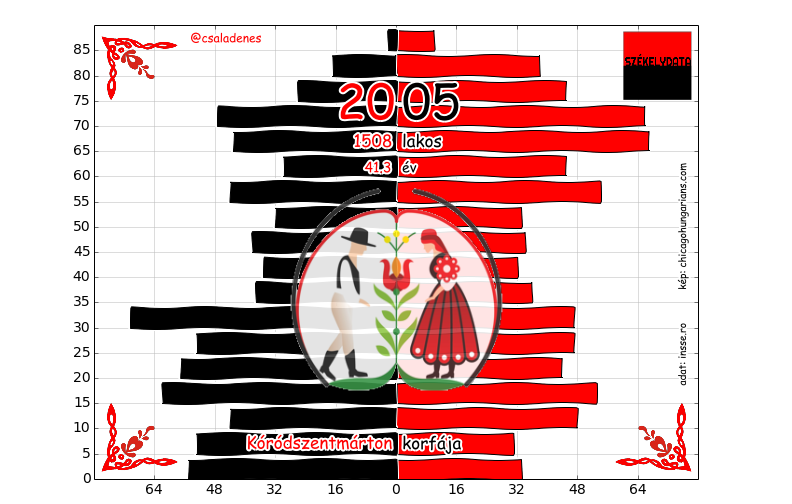 @csaladenes
SZÉKELYDATA
2005
1508 lakos
41,3 év
Kóródszentmárton korfája
kép: chicagohungarians.com
adat: insse.ro
85
80
75
70
65
60
55
50
45
40
35
30
25
20
15
10
5
0
64 48 32 16 0 16 32 48 64